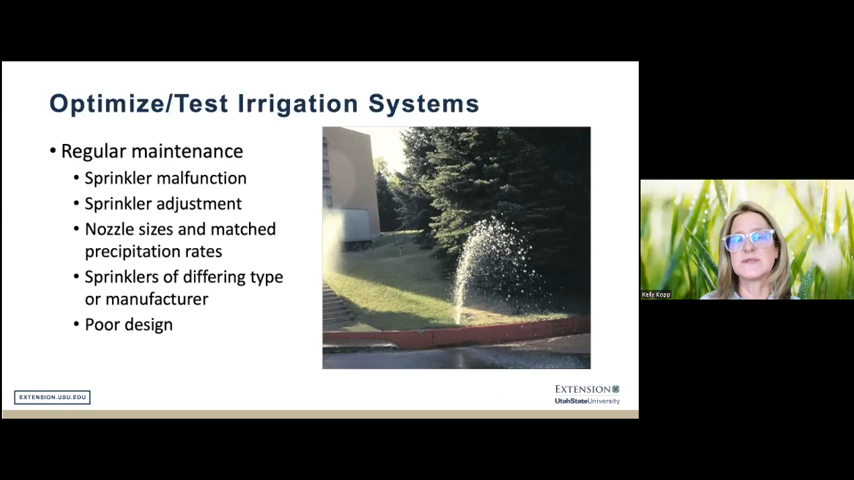 Optimize/Test Irrigation Systems
• Regular maintenance
• Sprinkler malfunction
• Sprinkler adjustment
• Nozzle sizes and matched
precipitation rates
• Sprinklers of differing type
or manufacturer
• Poor design
Kelly Kopp
EXTENSION.USU.EDU
EXTENSION
UtahStateUniversity